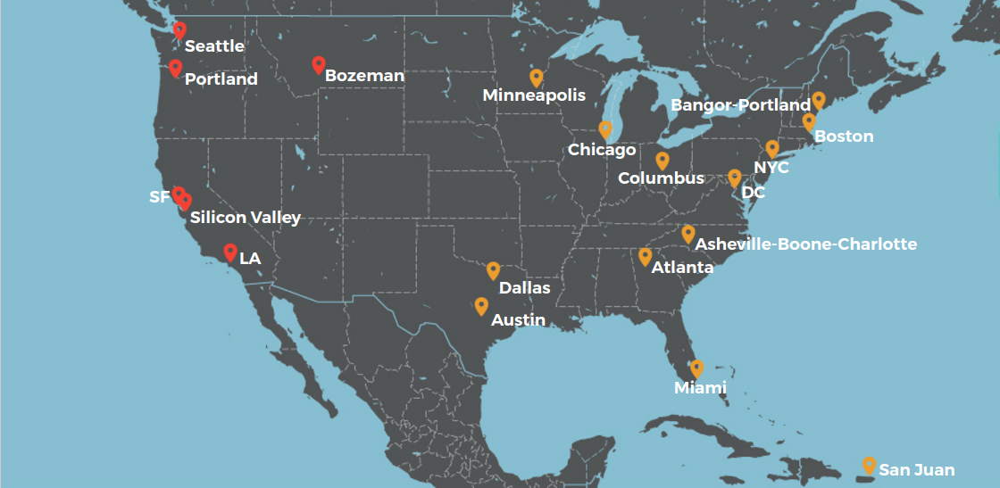 Seattle
Portland
Bozeman
Minneapolis
Bangor-Portland
Boston
Chicago
Columbus
NYC
DC
SF
Silicon Valley
Asheville-Boone-Charlotte
LA
Atlanta
Dallas
Austin
Miami
San Juan